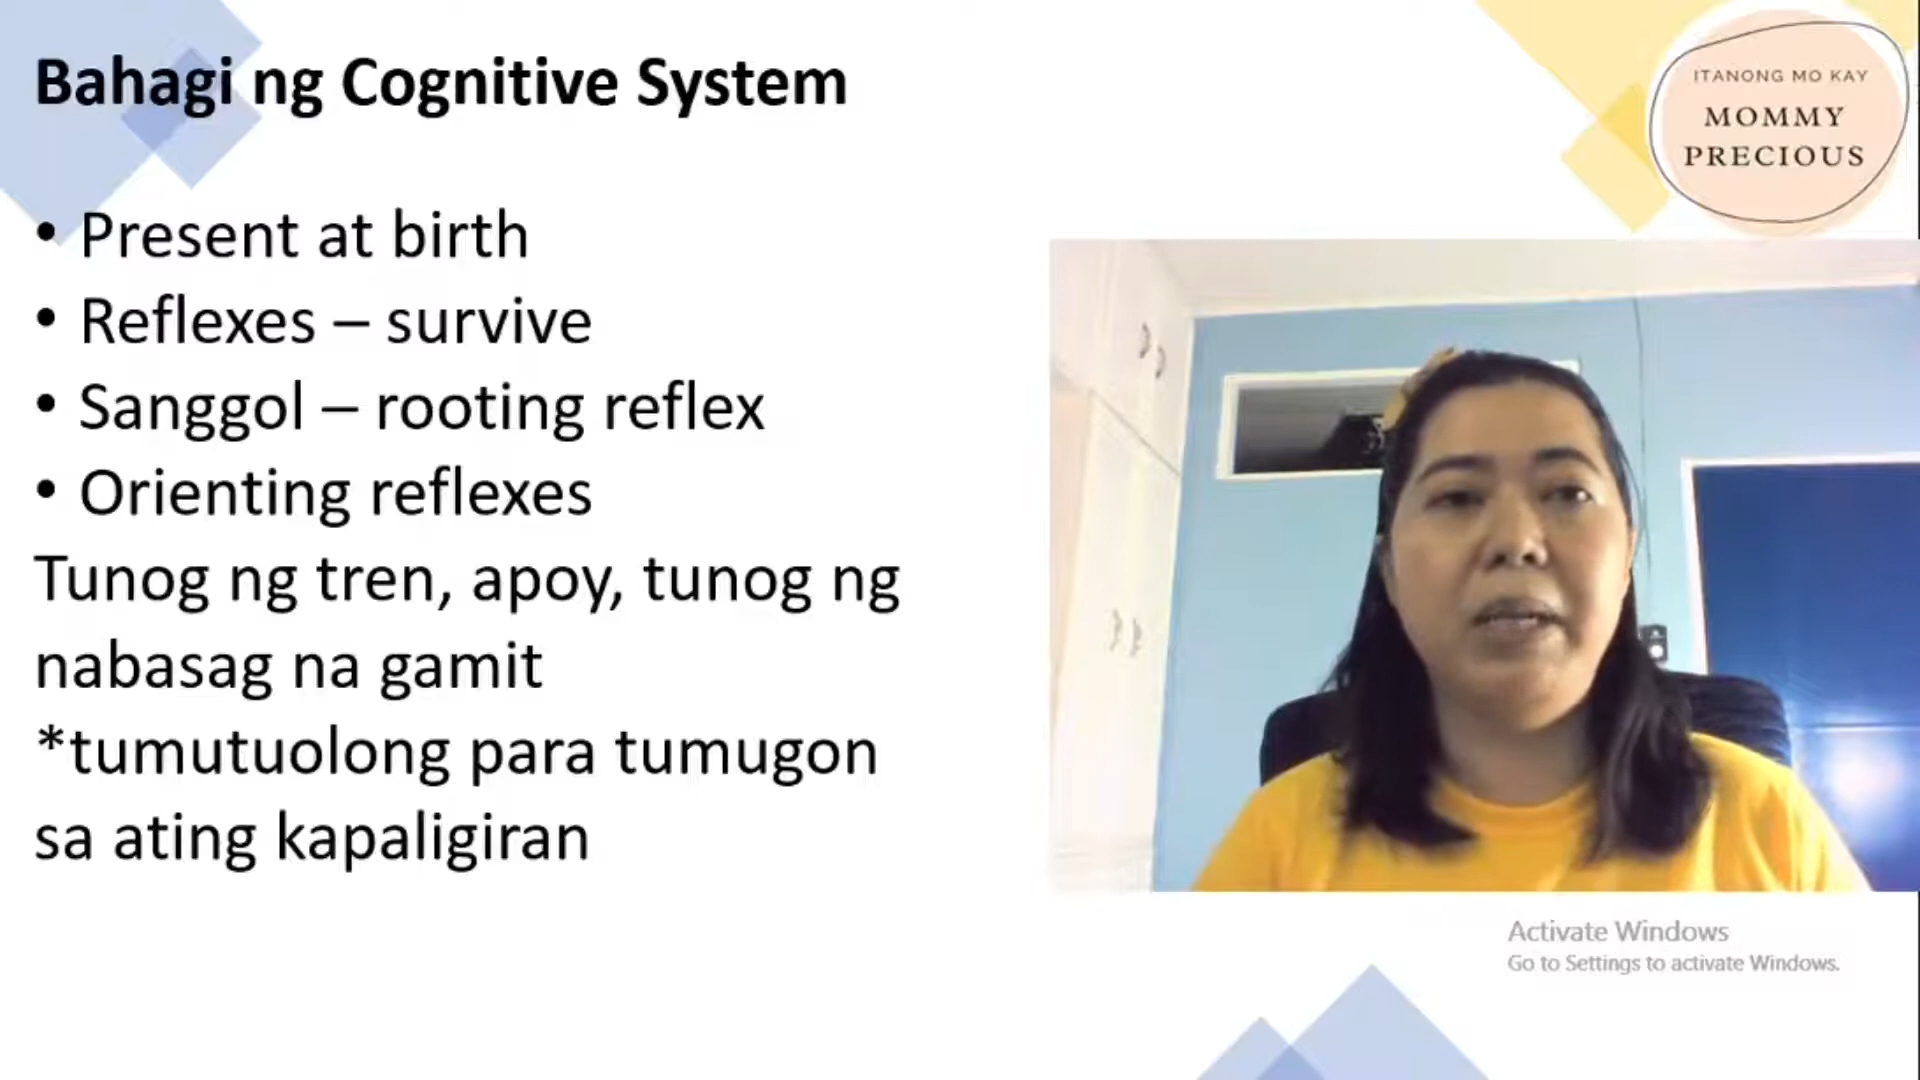 Bahagi ng Cognitive System
ITANONG MO KAY
MOMMY
PRECIOUS
• Present at birth
• Reflexes – survive
• Sanggol – rooting reflex
• Orienting reflexes
Tunog ng tren, apoy, tunog ng
nabasag na gamit
*tumutuolong para tumugon
sa ating kapaligiran
Activate Windows
Go to Settings to activate Windows.